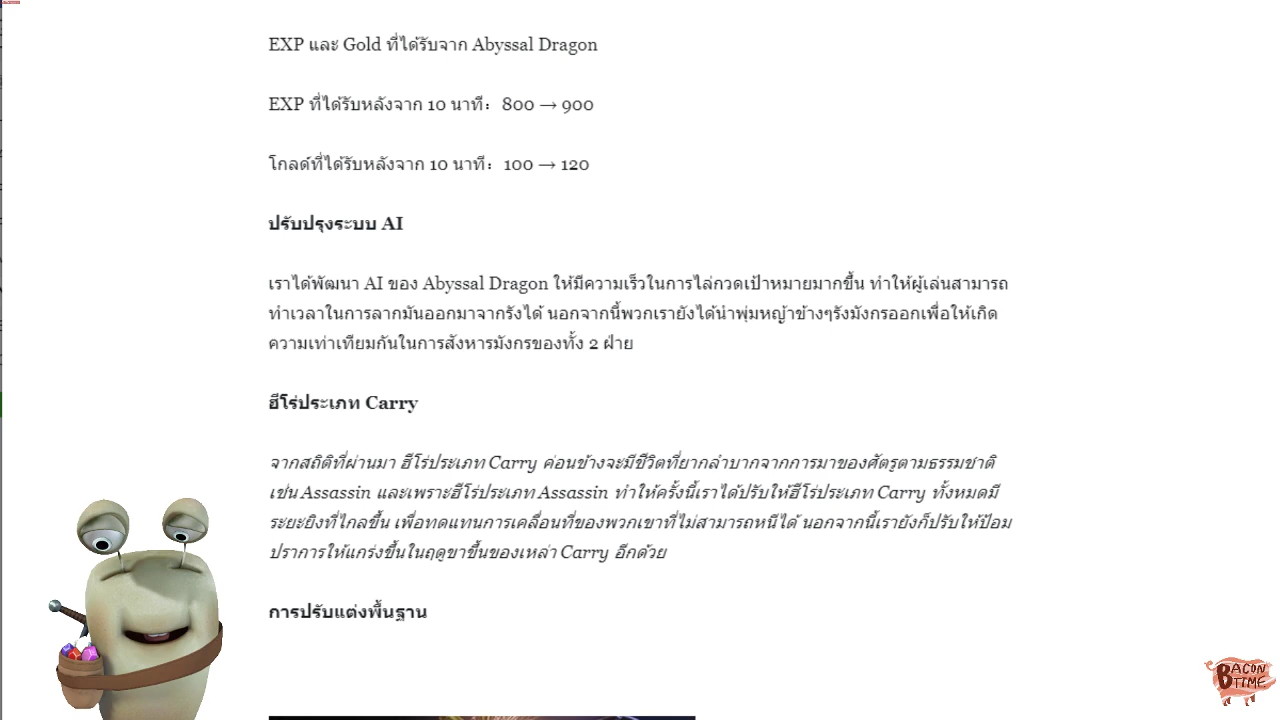 EXP และ Gold ที่ได้รับจาก Abyssal Dragon
EXP ที่ได้รับหลังจาก 10 นาที: 800 → 900
โกลด์ที่ได้รับหลังจาก 10 นาที: 100 → 120
ปรับปรุงระบบ AI
เราได้พัฒนา AI ของ Abyssal Dragon ให้มีความเร็วในการไล่กวดเป้าหมายมากขึ้น ทำให้ผู้เล่นสามารถ
ทำเวลาในการลากมันออกมาจากรังได้ นอกจากนี้พวกเรายังได้นำพุ่มหญ้าข้างๆรังมังกรออกเพื่อให้เกิด
ความเท่าเทียมกันในการสังหารมังกรของทั้ง 2 ฝ่าย
ฮีโร่ประเภท Carry
จากสถิติที่ผ่านมา ฮีโร่ประเภท Carry ค่อนข้างจะมีชีวิตที่ยากลำบากจากการมาของศัตรูตามธรรมชาติ
เช่น Assassin และเพราะฮีโร่ประเภท Assassin ทำให้ครั้งนี้เราได้ปรับให้ฮีโร่ประเภท Carry ทั้งหมดมี
ระยะยิงที่ไกลขึ้น เพื่อทดแทนการเคลื่อนที่ของพวกเขาที่ไม่สามารถหนีได้ นอกจากนี้เรายังก็ปรับให้ป้อม
ปราการให้แกร่งขึ้นในฤดูขาขึ้นของเหล่า Carry อีกด้วย
การปรับแต่งพื้นฐาน
BACON
TIME